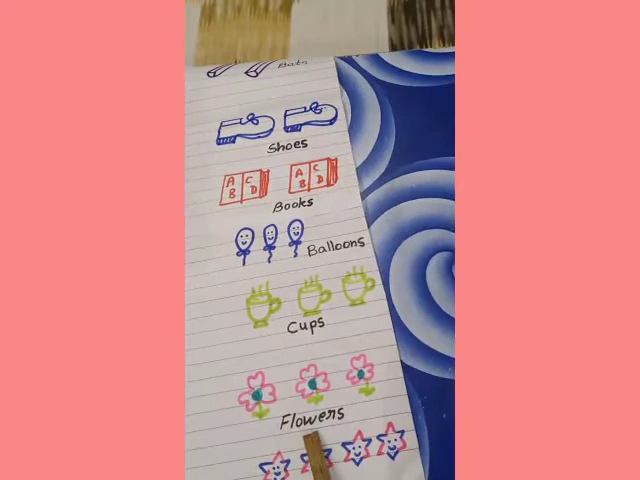 Bats
Shoes
A C A C
B D B D
Books
Balloons
Cups
Flowers